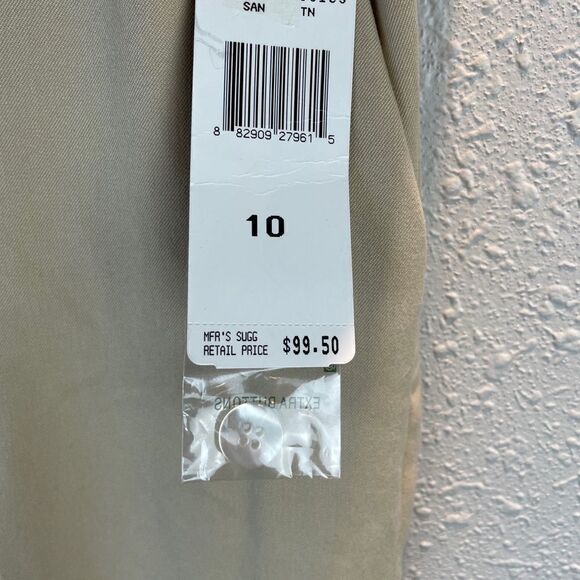 SAN TN
8 82909 27961 5
10
MFR'S SUGG
RETAIL PRICE $99.50
EXTRA BUTTONS